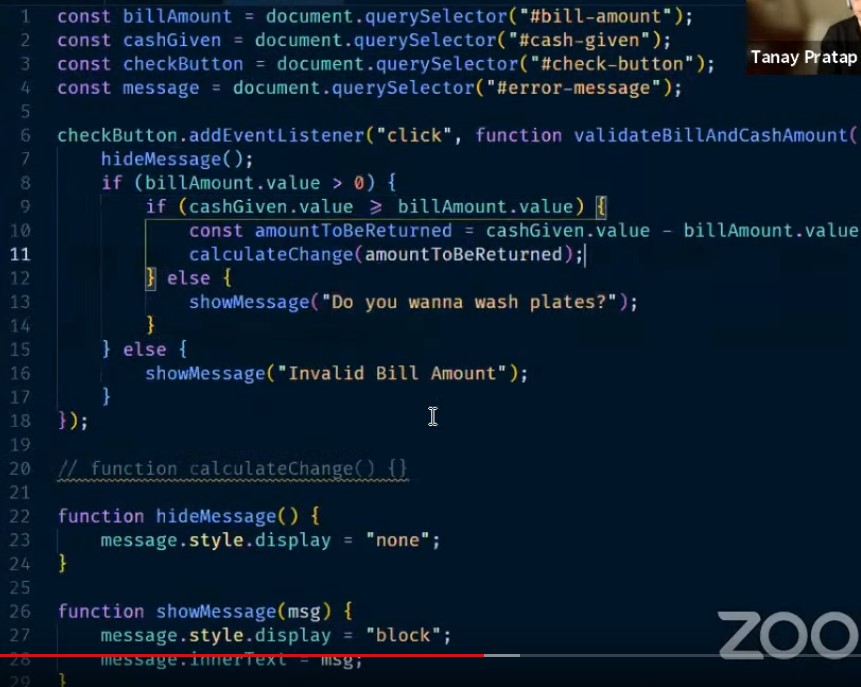 1 const billAmount = document.querySelector("#bill-amount");
2 const cashGiven = document.querySelector("#cash-given");
3 const checkButton = document.querySelector("#check-button");
Tanay Pratap
4 const message = document.querySelector("#error-message");
5
6 checkButton.addEventListener("click", function validateBillAndCashAmount(
7 hideMessage();
8 if (billAmount.value > 0) {
9 if (cashGiven.value ⩾ billAmount.value) {
10 const amountToBeReturned = cashGiven.value - billAmount.value
11 calculateChange(amountToBeReturned);
12 } else {
13 showMessage("Do you wanna wash plates?");
14 }
15 } else {
16 showMessage("Invalid Bill Amount");
17 }
18 });
19
20 // function calculateChange() {}
21
22 function hideMessage() {
23 message.style.display = "none";
24 }
25
26 function showMessage(msg) {
27 message.style.display = "block";
28 message.innerText = msg;
29 }
ZOO